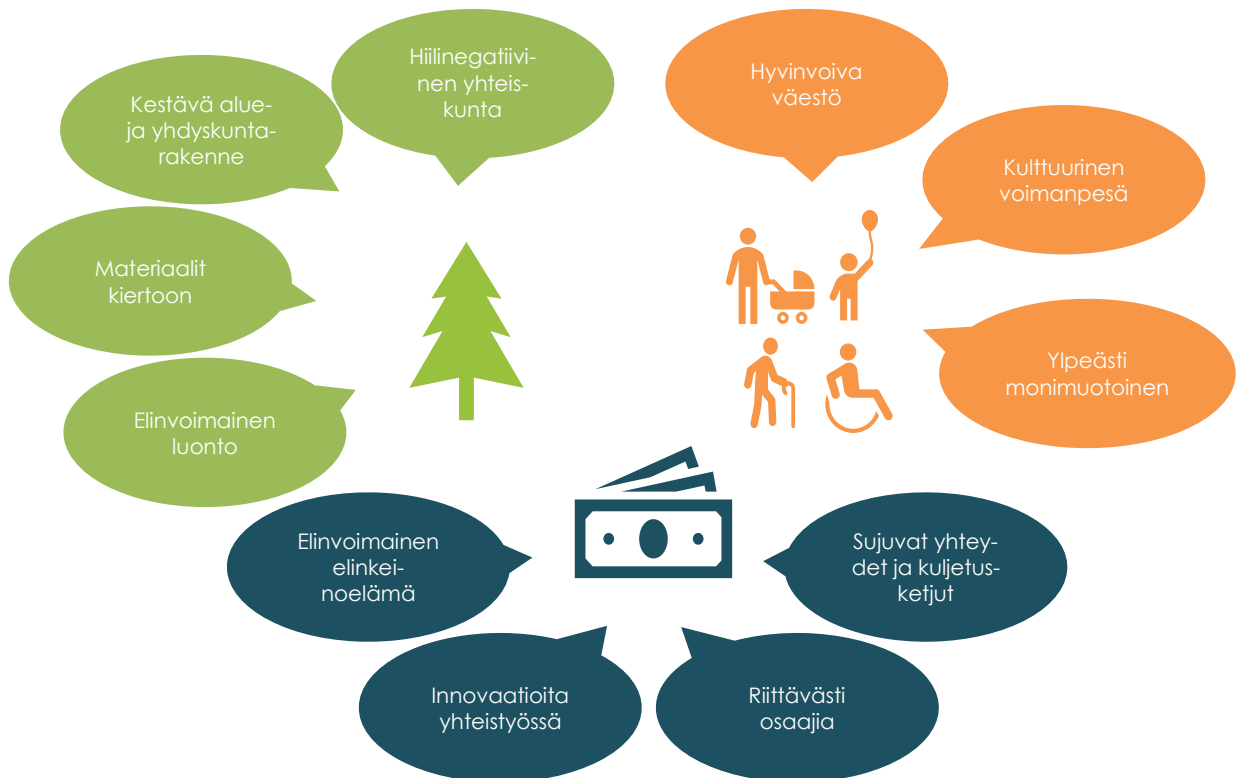 Hiilinegatiivi-
nen yhteis-
kunta
Kestävä alue-
ja yhdyskunta-
rakenne
Materiaalit
kiertoon
Elinvoimainen
luonto
Hyvinvoiva
väestö
Kulttuurinen
voimanpesä
Ylpeästi
monimuotoinen
Elinvoimainen
elinkei-
noelämä
Innovaatioita
yhteistyössä
Riittävästi
osaajia
Sujuvat yhtey-
det ja kuljetus-
ketjut